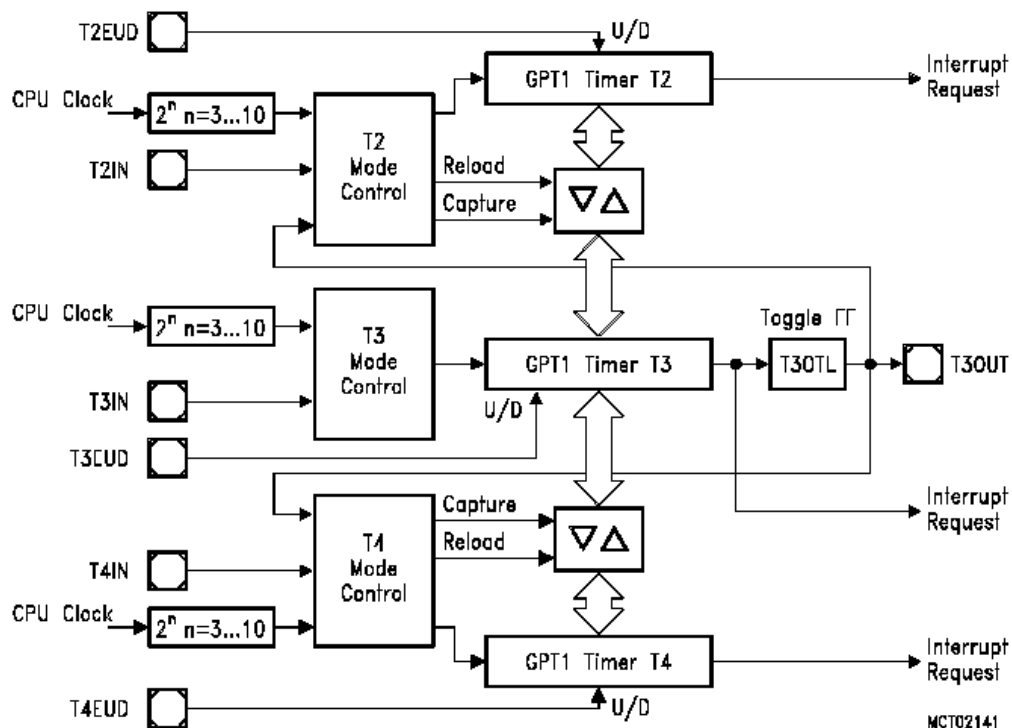 T2EUD
U/D
CPU Clock
2ⁿ n=3...10
T2IN
T2
Mode
Control
GPT1 Timer T2
Interrupt
Request
Reload
Capture
CPU Clock
2ⁿ n=3...10
T3IN
T3EUD
T3
Mode
Control
GPT1 Timer T3
U/D
Toggle
T3OTL
T3OUT
Interrupt
Request
Capture
Reload
T4
Mode
Control
T4IN
CPU Clock
2ⁿ n=3...10
GPT1 Timer T4
Interrupt
Request
T4EUD
U/D
MCT02141